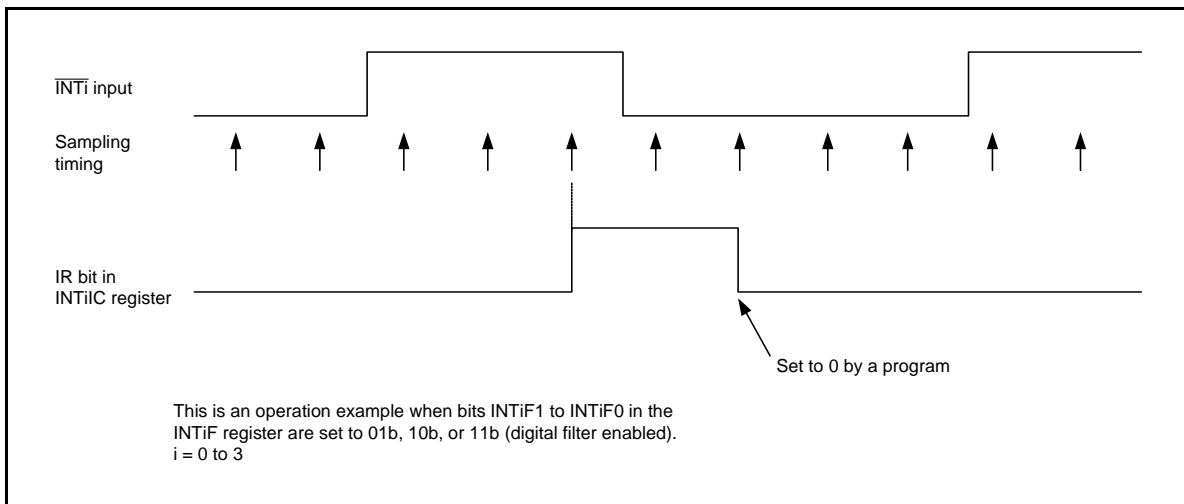 INTi input
Sampling
timing
IR bit in
INTiIC register
Set to 0 by a program
This is an operation example when bits INTiF1 to INTiF0 in the
INTiF register are set to 01b, 10b, or 11b (digital filter enabled).
i = 0 to 3